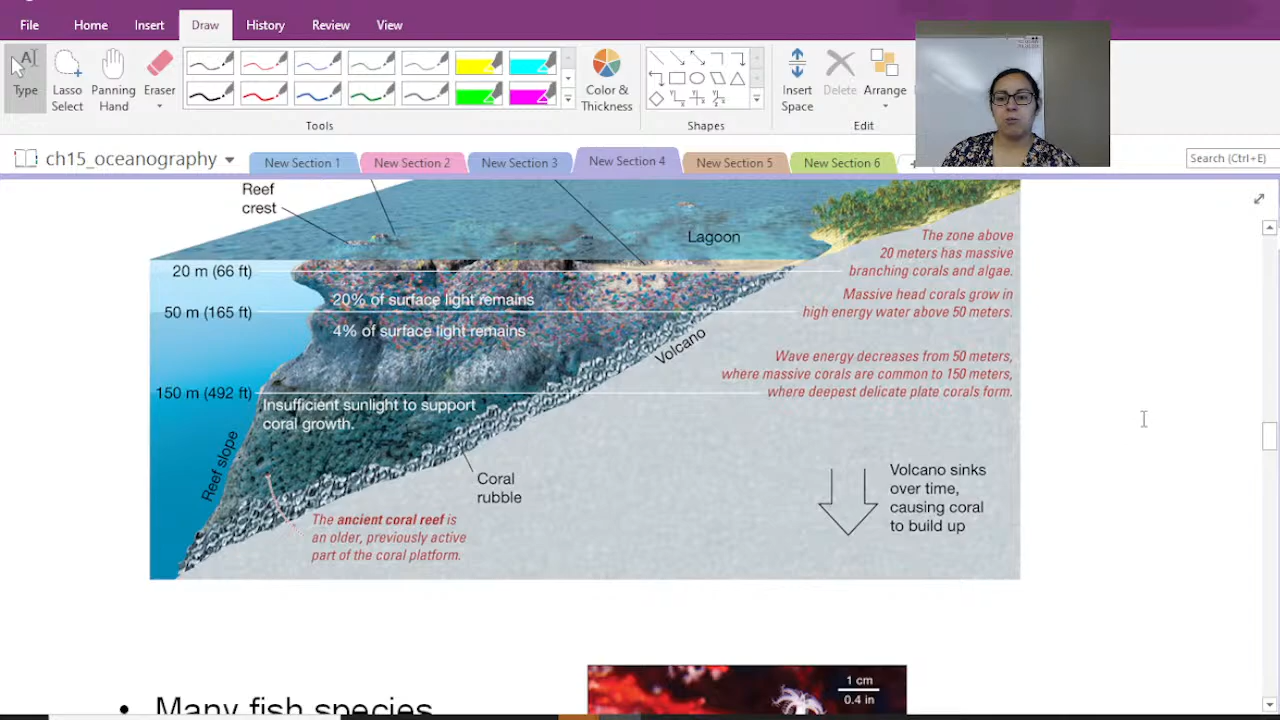 File Home Insert Draw History Review View
Type
Lasso
Select
Panning
Hand
Eraser
Color &
Thickness
Insert
Space
Delete
Arrange
Tools
Shapes
Edit
ch15_oceanography
New Section 1
New Section 2
New Section 3
New Section 4
New Section 5
New Section 6
Search (Ctrl+E)
Reef
crest
Lagoon
20 m (66 ft)
50 m (165 ft)
150 m (492 ft)
20% of surface light remains
4% of surface light remains
Insufficient sunlight to support
coral growth.
Volcano
Reef slope
Coral
rubble
The ancient coral reef is
an older, previously active
part of the coral platform.
The zone above
20 meters has massive
branching corals and algae.
Massive head corals grow in
high energy water above 50 meters.
Wave energy decreases from 50 meters,
where massive corals are common to 150 meters,
where deepest delicate plate corals form.
Volcano sinks
over time,
causing coral
to build up
• Many fish species
1 cm
0.4 in